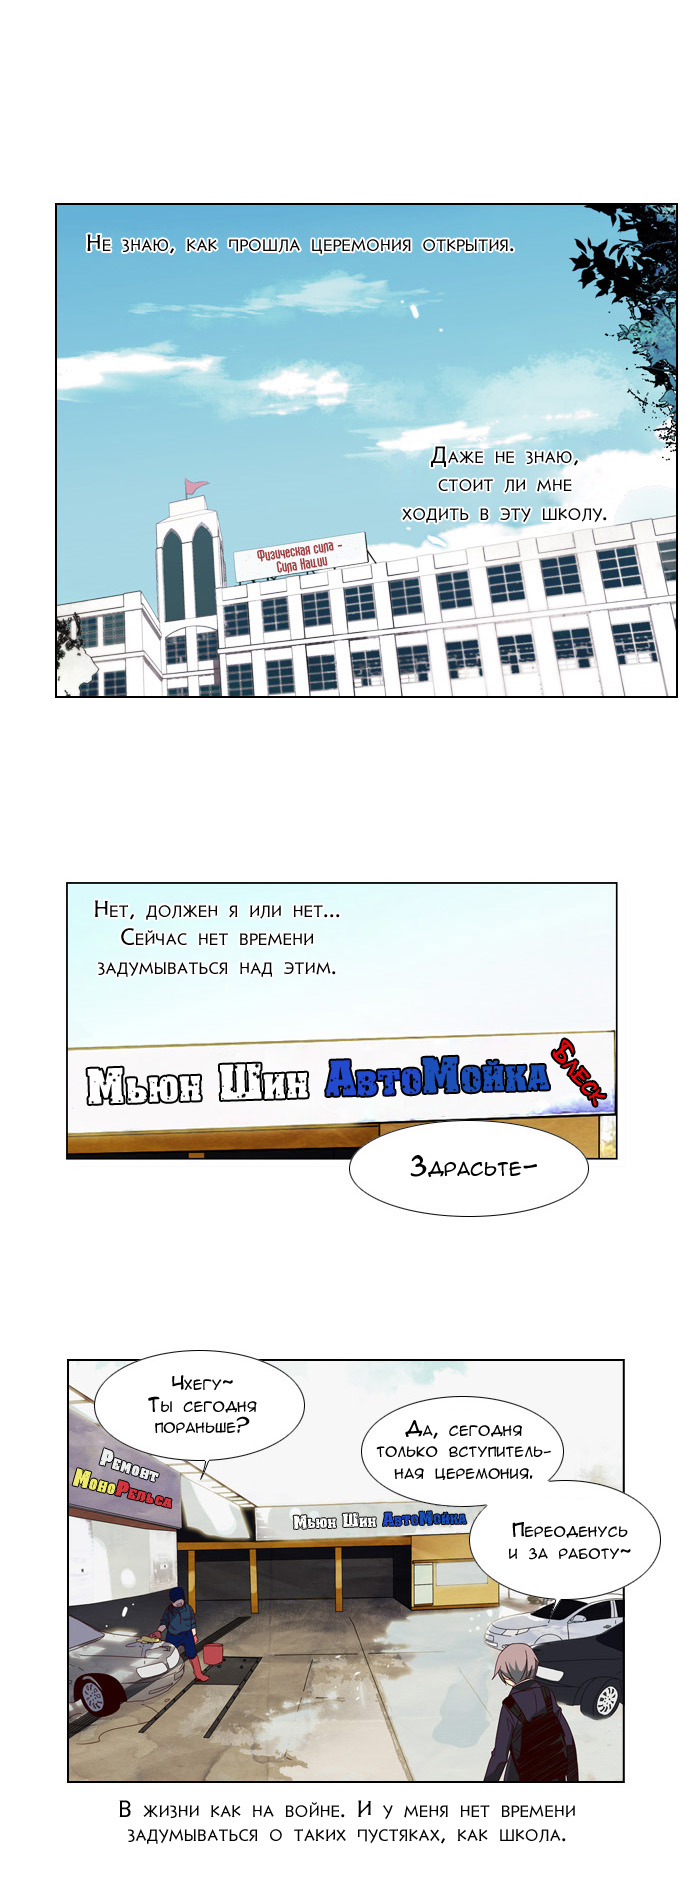 Не знаю, как прошла церемония открытия.
Даже не знаю,
стоит ли мне
ходить в эту школу.
Физическая сила -
Сила Нации
Нет, должен я или нет...
Сейчас нет времени
задумываться над этим.
Мьюн Шин АвтоМойка Блеск
Здрасьте~
Чхегу~
Ты сегодня
пораньше?
Да, сегодня
только вступитель-
ная церемония.
Переоденусь
и за работу~
Ремонт
МоноРельса
Мьюн Шин АвтоМойка
В жизни как на войне. И у меня нет времени
задумываться о таких пустяках, как школа.